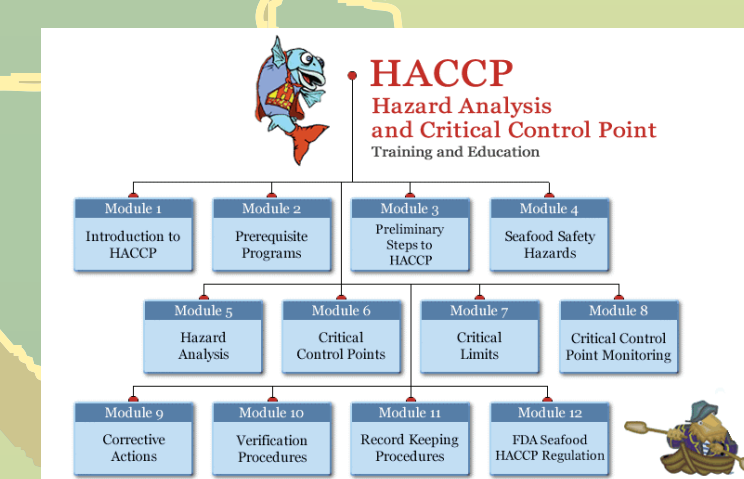 HACCP
Hazard Analysis
and Critical Control Point
Training and Education
Module 1
Introduction to
HACCP
Module 2
Prerequisite
Programs
Module 3
Preliminary
Steps to
HACCP
Module 4
Seafood Safety
Hazards
Module 5
Hazard
Analysis
Module 6
Critical
Control Points
Module 7
Critical
Limits
Module 8
Critical Control
Point Monitoring
Module 9
Corrective
Actions
Module 10
Verification
Procedures
Module 11
Record Keeping
Procedures
Module 12
FDA Seafood
HACCP Regulation